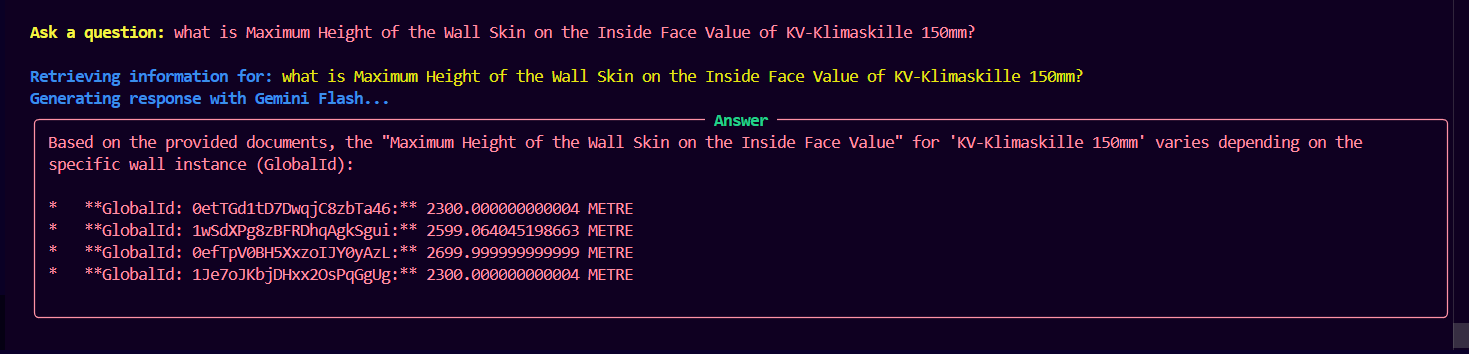 Ask a question: what is Maximum Height of the Wall Skin on the Inside Face Value of KV-Klimaskille 150mm?
Retrieving information for: what is Maximum Height of the Wall Skin on the Inside Face Value of KV-Klimaskille 150mm?
Generating response with Gemini Flash...
Answer
Based on the provided documents, the "Maximum Height of the Wall Skin on the Inside Face Value" for 'KV-Klimaskille 150mm' varies depending on the
specific wall instance (GlobalId):
*   **GlobalId: 0etTGd1tD7DwqjC8zbTa46:** 2300.000000000004 METRE
*   **GlobalId: 1wSdXPg8zBFRDhqAgkSgui:** 2599.064045198663 METRE
*   **GlobalId: 0efTpV0BH5XxzoIJY0yAzL:** 2699.999999999999 METRE
*   **GlobalId: 1Je7oJKbjDHxx2OsPqGgUg:** 2300.000000000004 METRE